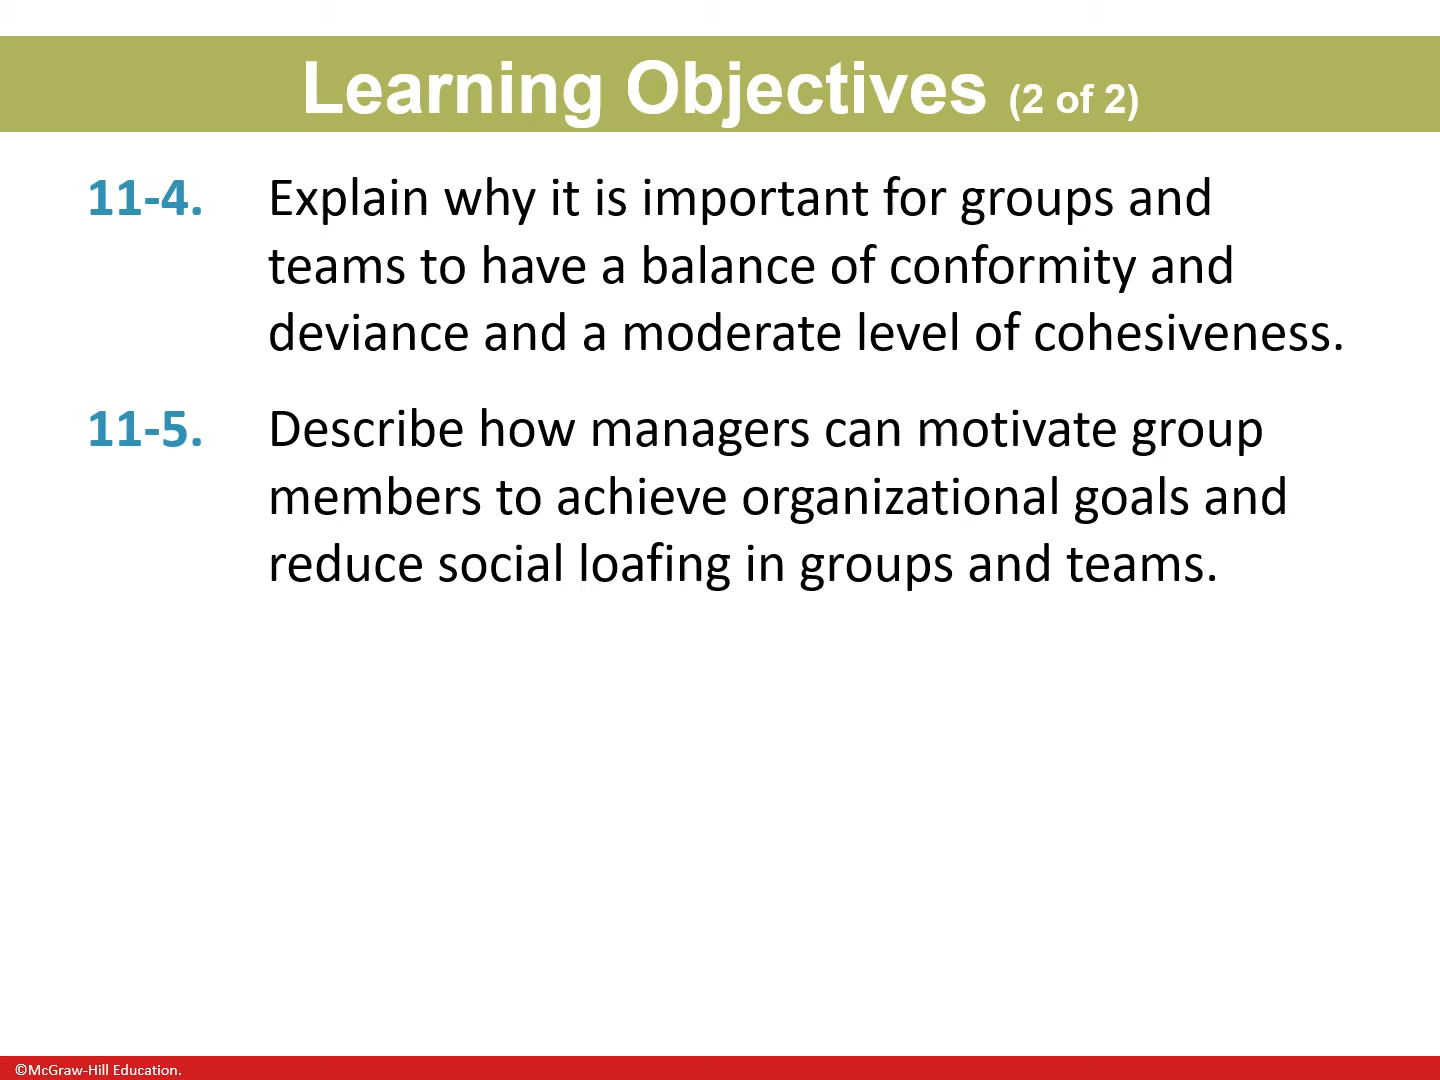 Learning Objectives (2 of 2)
11-4. Explain why it is important for groups and
teams to have a balance of conformity and
deviance and a moderate level of cohesiveness.
11-5. Describe how managers can motivate group
members to achieve organizational goals and
reduce social loafing in groups and teams.
©McGraw-Hill Education.